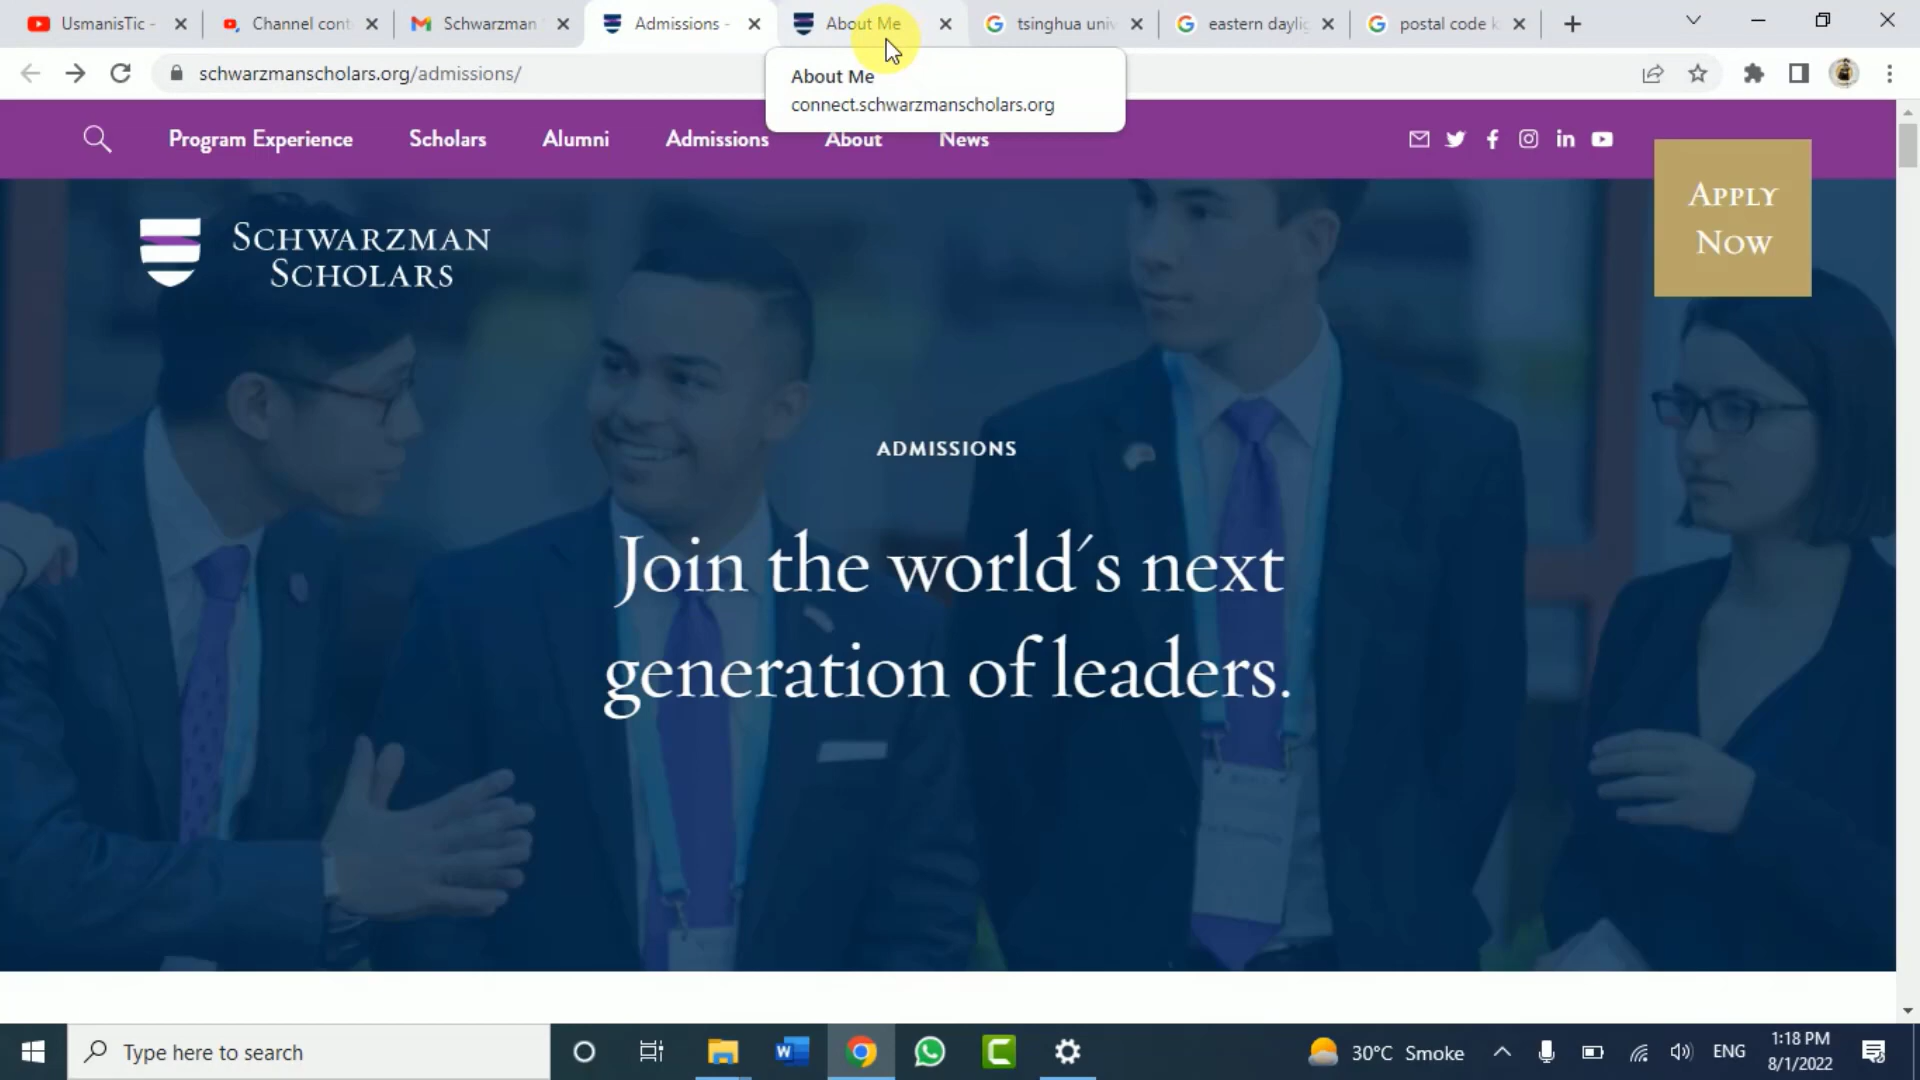 UsmanisTic -
Channel cont
Schwarzman
Admissions -
About Me
tsinghua univ
eastern daylig
postal code k
schwarzmanscholars.org/admissions/
About Me
connect.schwarzmanscholars.org
Program Experience
Scholars
Alumni
Admissions
About
News
APPLY
NOW
SCHWARZMAN
SCHOLARS
ADMISSIONS
Join the world´s next
generation of leaders.
Type here to search
30°C Smoke
ENG
1:18 PM
8/1/2022